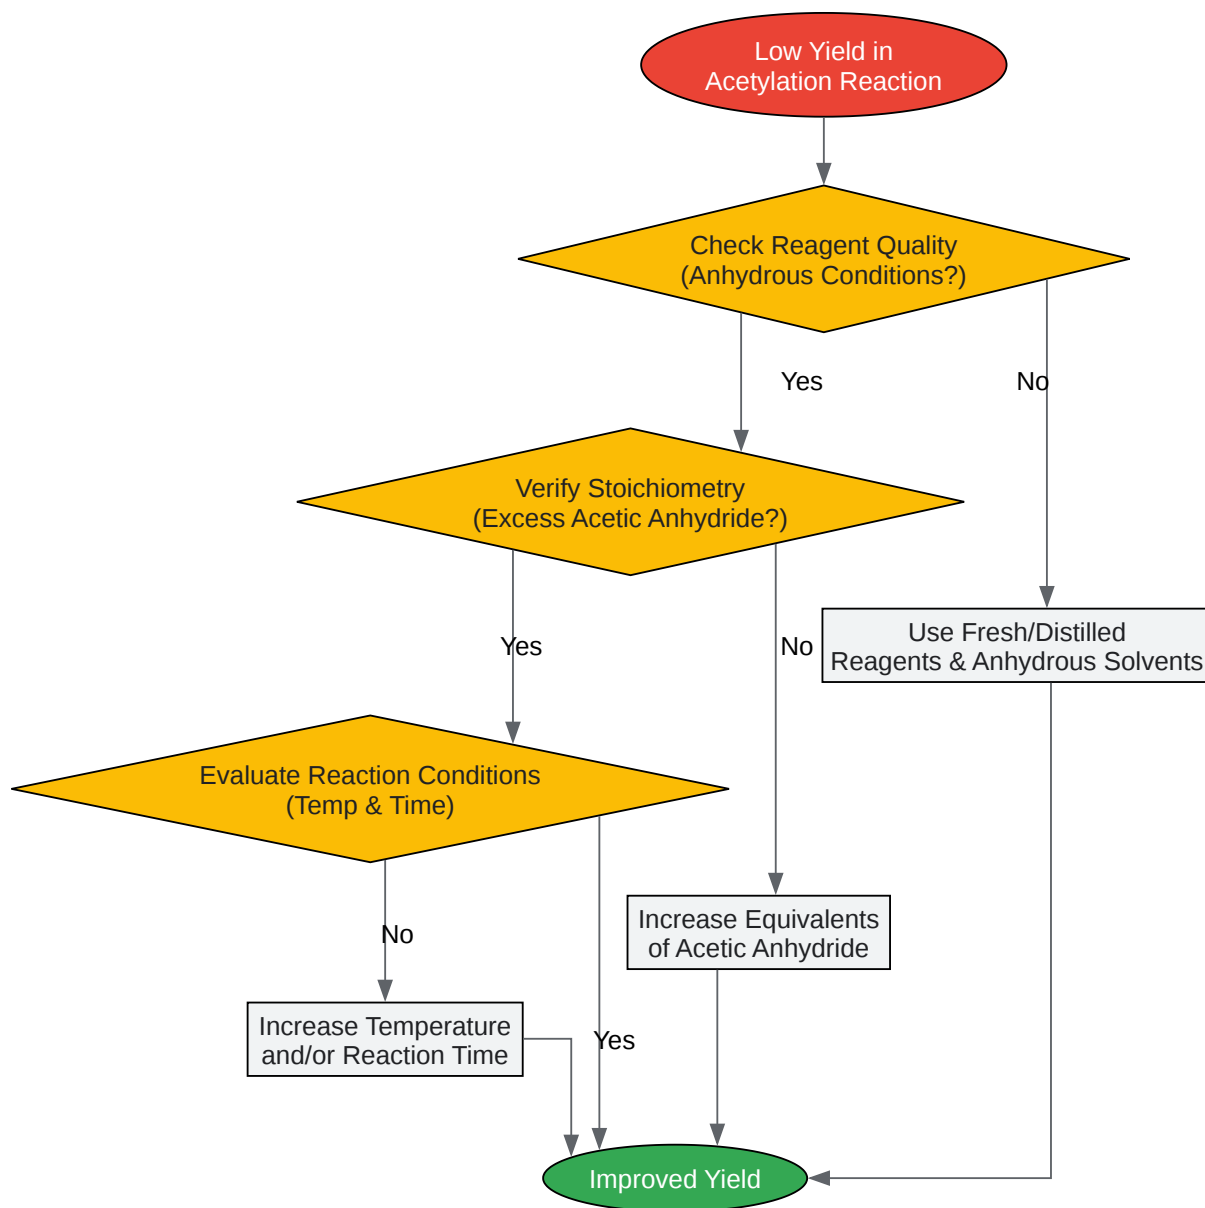 Low Yield in
Acetylation Reaction
Check Reagent Quality
(Anhydrous Conditions?)
Yes
No
Verify Stoichiometry
(Excess Acetic Anhydride?)
Yes
No
Use Fresh/Distilled
Reagents & Anhydrous Solvents
Evaluate Reaction Conditions
(Temp & Time)
No
Increase Equivalents
of Acetic Anhydride
Increase Temperature
and/or Reaction Time
Yes
Improved Yield